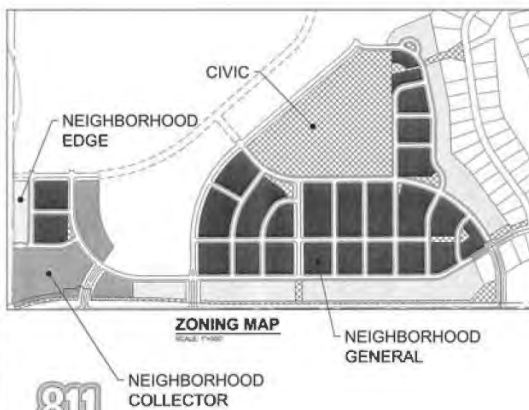 CIVIC
NEIGHBORHOOD
EDGE
ZONING MAP
NEIGHBORHOOD
GENERAL
NEIGHBORHOOD
COLLECTOR
811